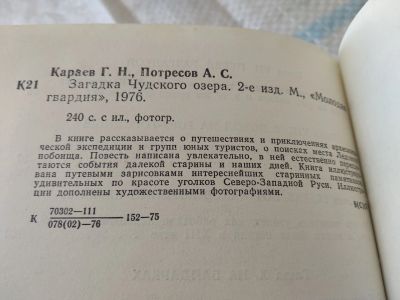 Караев Г. Н., Потресов А. С.
К21 Загадка Чудского озера. 2-е изд. М., «Молодая
гвардия», 1976.
240 с. с ил., фотогр.
В книге рассказывается о путешествиях и приключениях
ской экспедиции и групп юных туристов, о поисках места
побоища. Повесть написана увлекательно, в ней естественно
таются события далекой старины и наших дней. Книга
вана путевыми зарисовками интереснейших старинных
удивительных по красоте уголков Северо-Западной Руси.
ции дополнены художественными фотографиями.
К 70302—111
078(02)—76 152—75